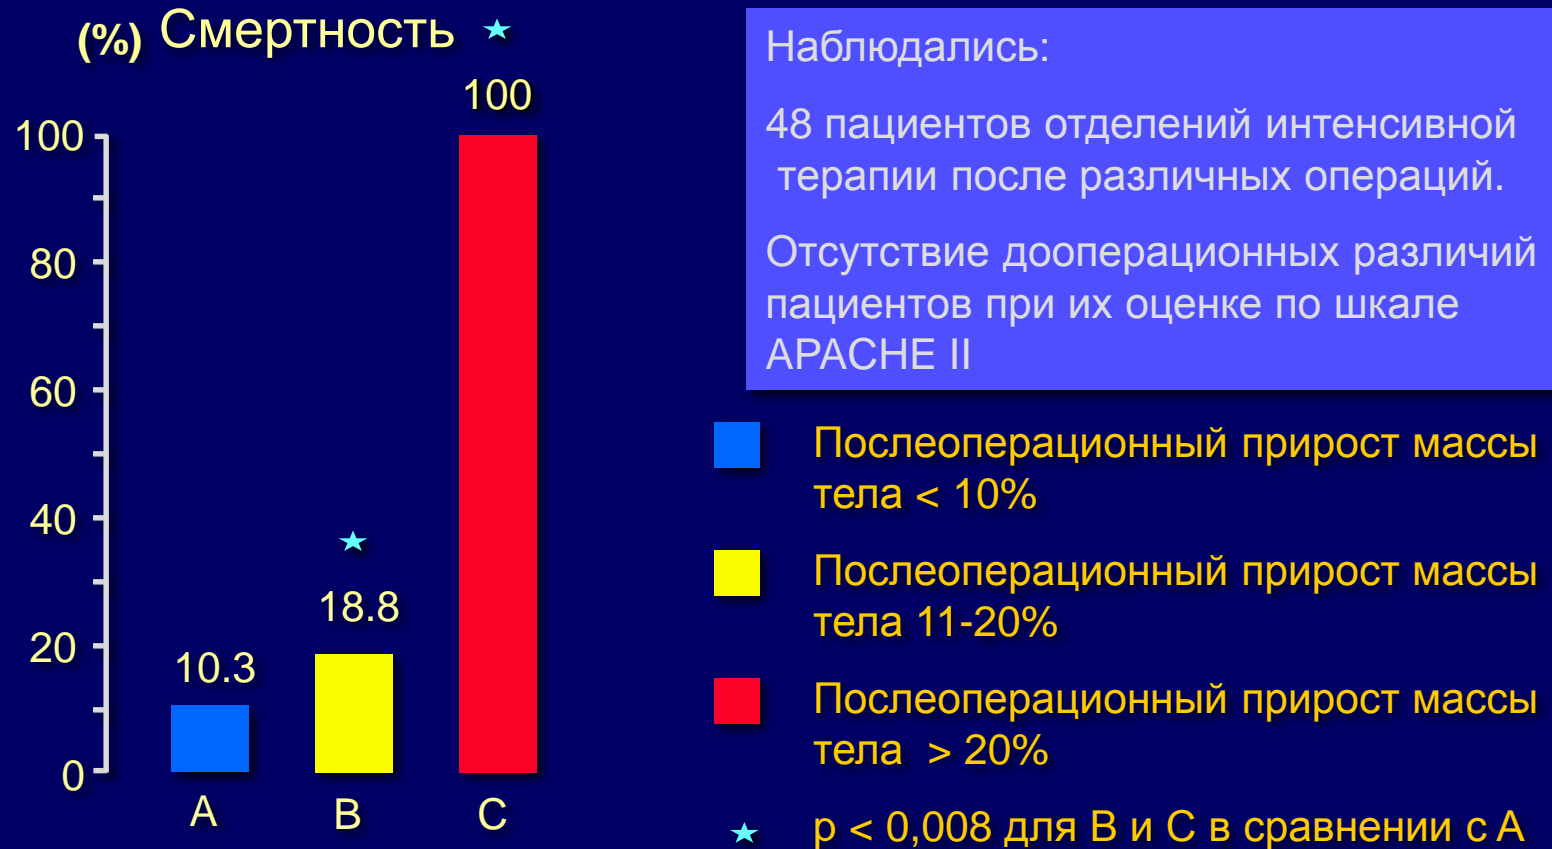 (%) Смертность
100
80
60
40
20
0
10.3
18.8
100
A
B
C
Наблюдались:
48 пациентов отделений интенсивной
терапии после различных операций.
Отсутствие дооперационных различий
пациентов при их оценке по шкале
APACHE II
Послеоперационный прирост массы
тела < 10%
Послеоперационный прирост массы
тела 11-20%
Послеоперационный прирост массы
тела > 20%
p < 0,008 для B и C в сравнении с A